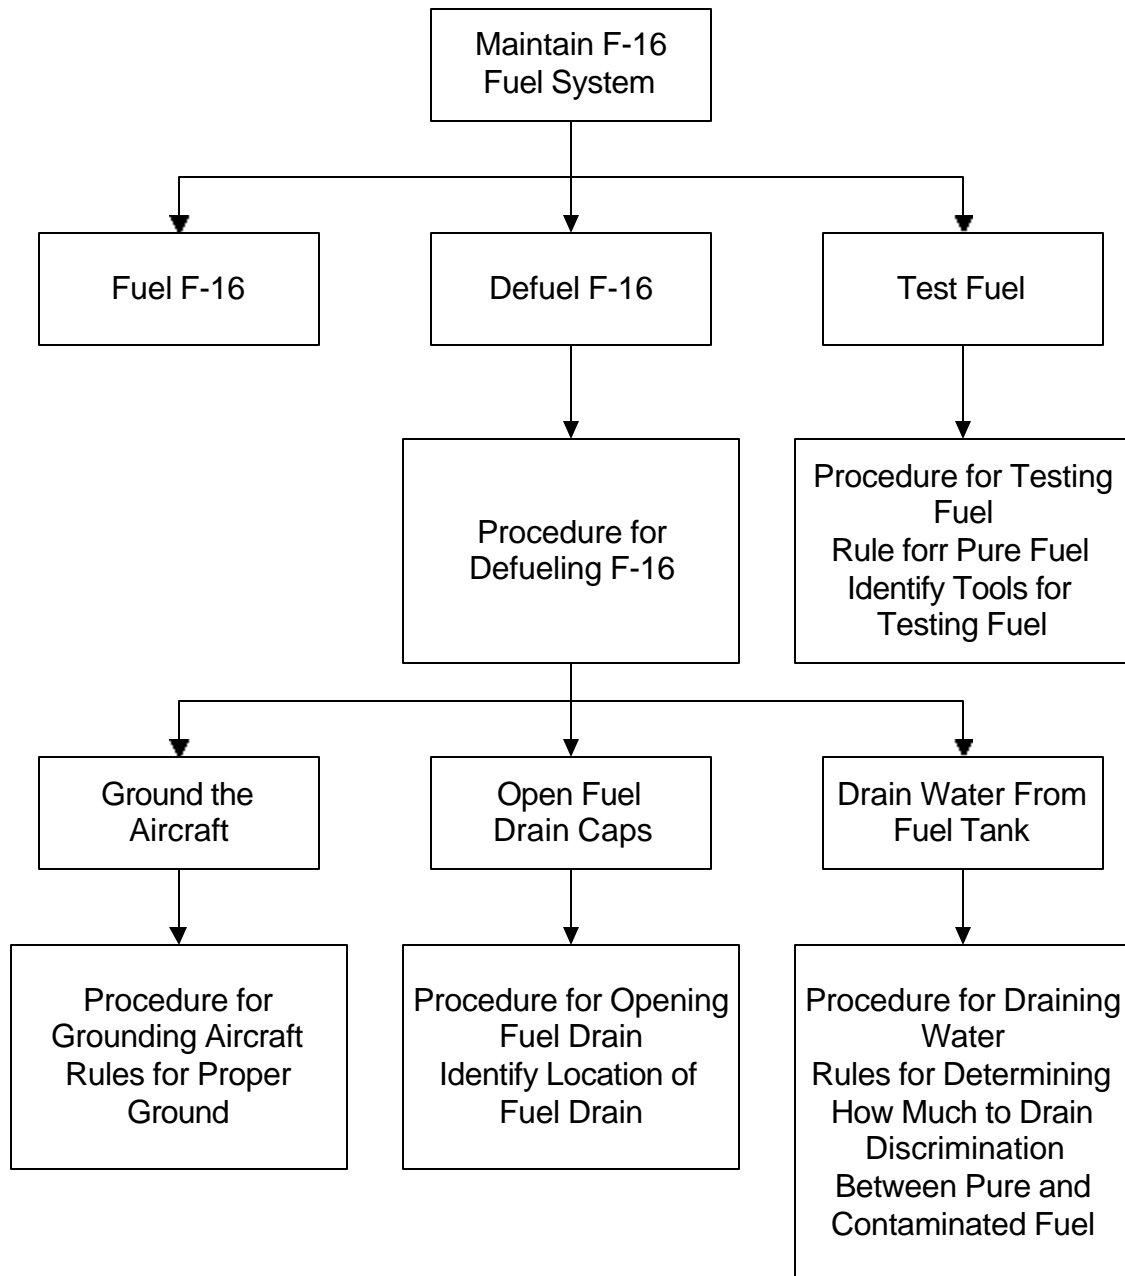 Maintain F-16
Fuel System
Fuel F-16
Defuel F-16
Test Fuel
Procedure for
Defueling F-16
Procedure for Testing
Fuel
Rule forr Pure Fuel
Identify Tools for
Testing Fuel
Ground the
Aircraft
Open Fuel
Drain Caps
Drain Water From
Fuel Tank
Procedure for
Grounding Aircraft
Rules for Proper
Ground
Procedure for Opening
Fuel Drain
Identify Location of
Fuel Drain
Procedure for Draining
Water
Rules for Determining
How Much to Drain
Discrimination
Between Pure and
Contaminated Fuel